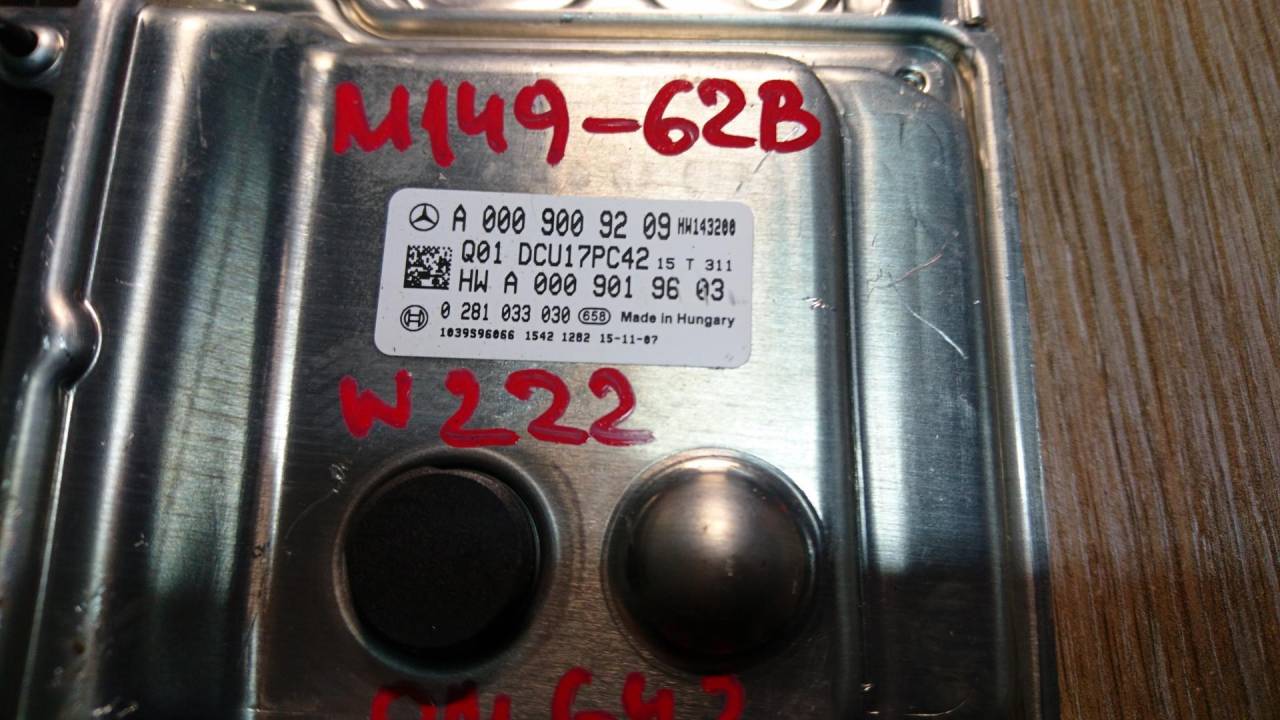 M149-62B
A 000 900 92 09 HW143200
Q01 DCU17PC42 15 T 311
HW A 000 901 96 03
0 281 033 030 658 Made in Hungary
1039S96066 1542 1282 15-11-07
W222
642